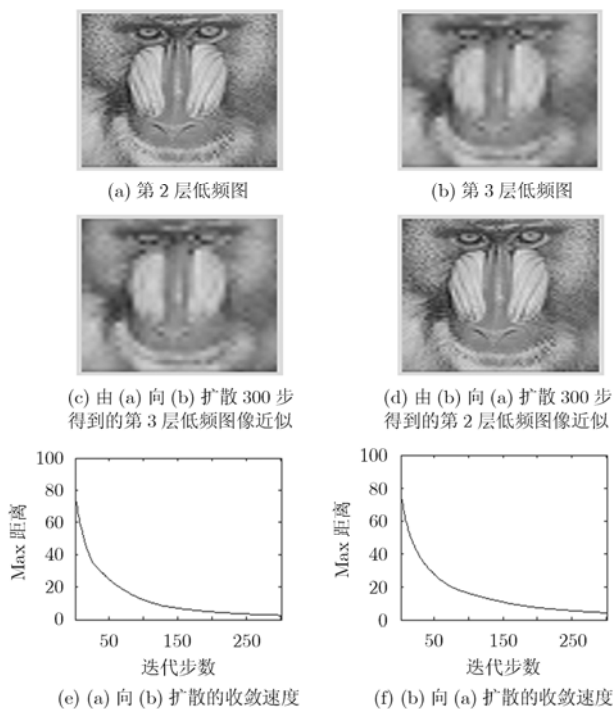 (a) 第 2 层低频图
(b) 第 3 层低频图
(c) 由 (a) 向 (b) 扩散 300 步
得到的第 3 层低频图像近似
(d) 由 (b) 向 (a) 扩散 300 步
得到的第 2 层低频图像近似
100
80
60
40
20
0
Max 距离
50
150
250
迭代步数
(e) (a) 向 (b) 扩散的收敛速度
100
80
60
40
20
0
Max 距离
50
150
250
迭代步数
(f) (b) 向 (a) 扩散的收敛速度